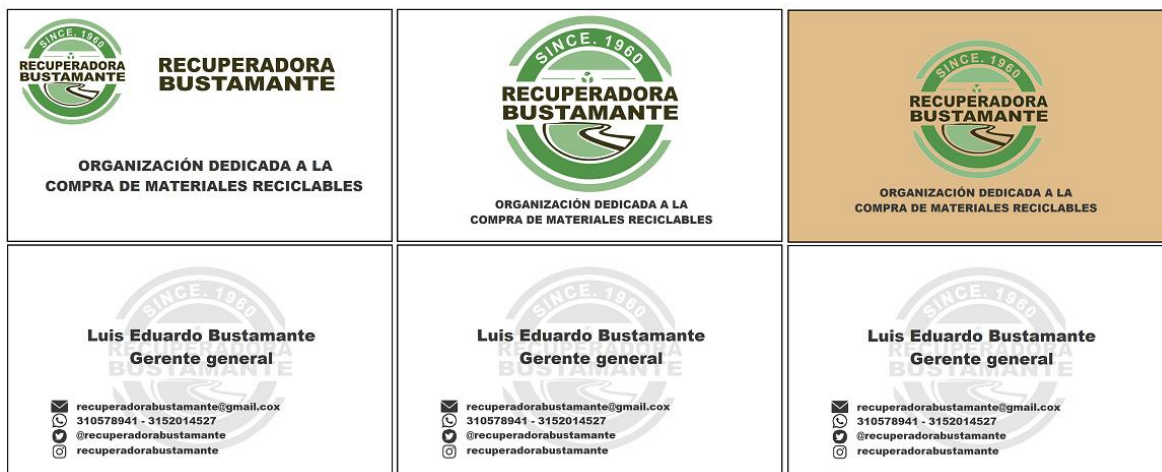 SINCE. 1960
RECUPERADORA
BUSTAMANTE
RECUPERADORA
BUSTAMANTE
ORGANIZACIÓN DEDICADA A LA
COMPRA DE MATERIALES RECICLABLES
SINCE. 1960
RECUPERADORA
BUSTAMANTE
ORGANIZACIÓN DEDICADA A LA
COMPRA DE MATERIALES RECICLABLES
SINCE. 1960
RECUPERADORA
BUSTAMANTE
ORGANIZACIÓN DEDICADA A LA
COMPRA DE MATERIALES RECICLABLES
SINCE. 1960
Luis Eduardo Bustamante
RECUPERADORA
Gerente general
BUSTAMANTE
recuperadorabustamante@gmail.cox
310578941 - 3152014527
@recuperadorabustamante
recuperadorabustamante
SINCE. 1960
Luis Eduardo Bustamante
RECUPERADORA
Gerente general
BUSTAMANTE
recuperadorabustamante@gmail.cox
310578941 - 3152014527
@recuperadorabustamante
recuperadorabustamante
SINCE. 1960
Luis Eduardo Bustamante
RECUPERADORA
Gerente general
BUSTAMANTE
recuperadorabustamante@gmail.cox
310578941 - 3152014527
@recuperadorabustamante
recuperadorabustamante